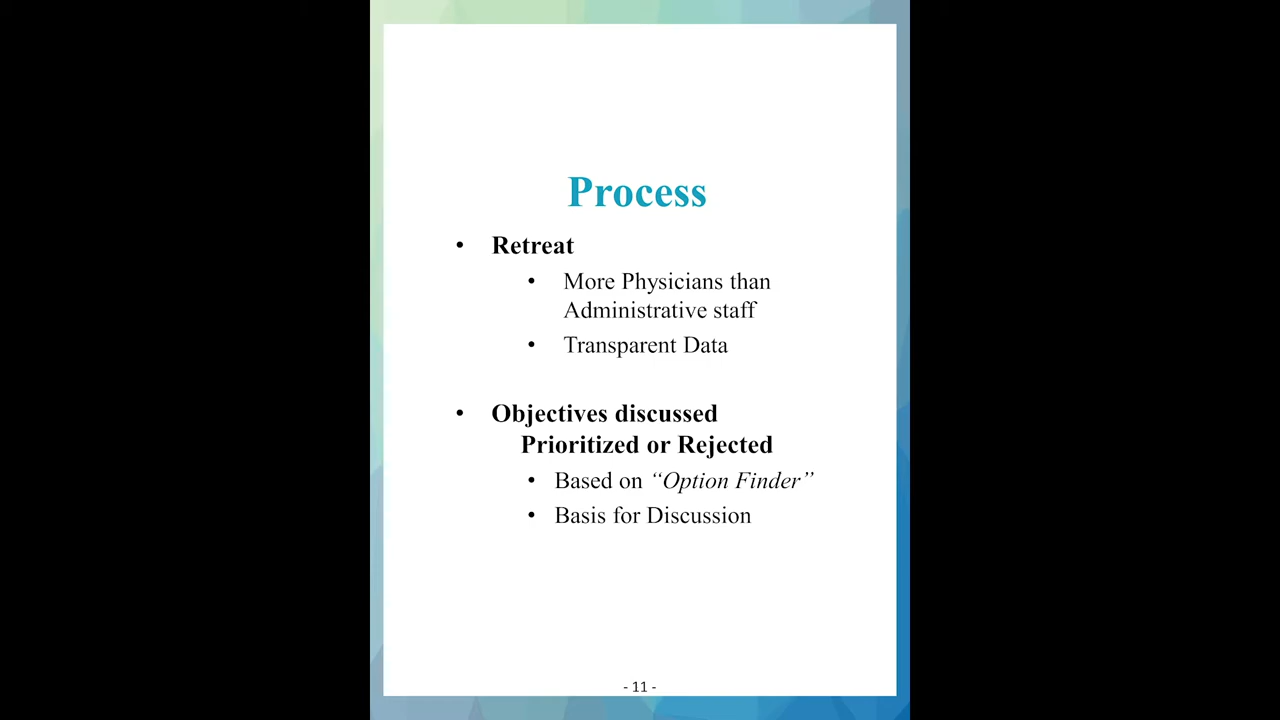 Process
• Retreat
• More Physicians than
Administrative staff
• Transparent Data
• Objectives discussed
Prioritized or Rejected
• Based on “Option Finder”
• Basis for Discussion
- 11 -